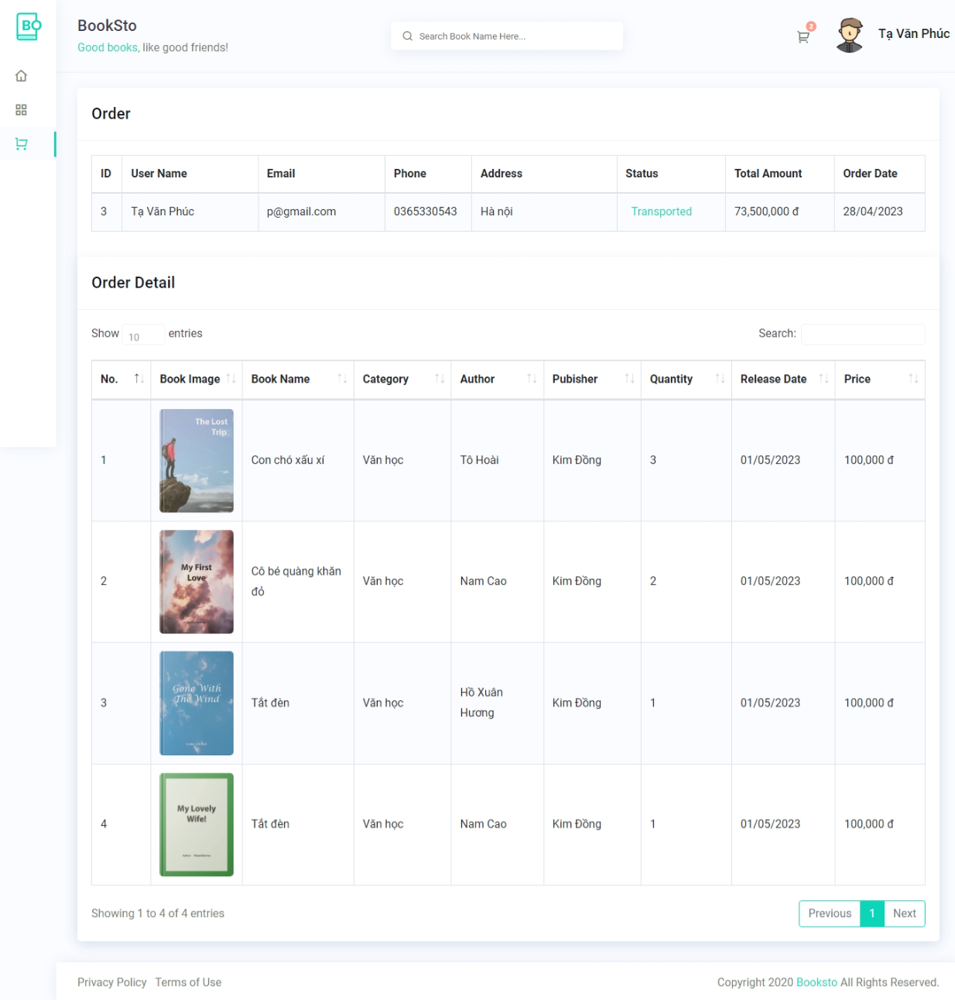 BO
BookSto
Good books, like good friends!
Search Book Name Here...
2
Tạ Văn Phúc
Order
ID User Name Email Phone Address Status Total Amount Order Date
3 Tạ Văn Phúc p@gmail.com 0365330543 Hà nội Transported 73,500,000 đ 28/04/2023
Order Detail
Show 10 entries Search:
No. Book Image Book Name Category Author Pubisher Quantity Release Date Price
The Lost
Trip
1 Con chó xấu xí Văn học Tô Hoài Kim Đồng 3 01/05/2023 100,000 đ
My First
Love
2 Cô bé quàng khăn
đỏ
Văn học Nam Cao Kim Đồng 2 01/05/2023 100,000 đ
Gone With
The Wind
3 Tắt đèn Văn học Hồ Xuân
Hương
Kim Đồng 1 01/05/2023 100,000 đ
My Lovely
Wife!
4 Tắt đèn Văn học Nam Cao Kim Đồng 1 01/05/2023 100,000 đ
Showing 1 to 4 of 4 entries Previous 1 Next
Privacy Policy Terms of Use Copyright 2020 Booksto All Rights Reserved.